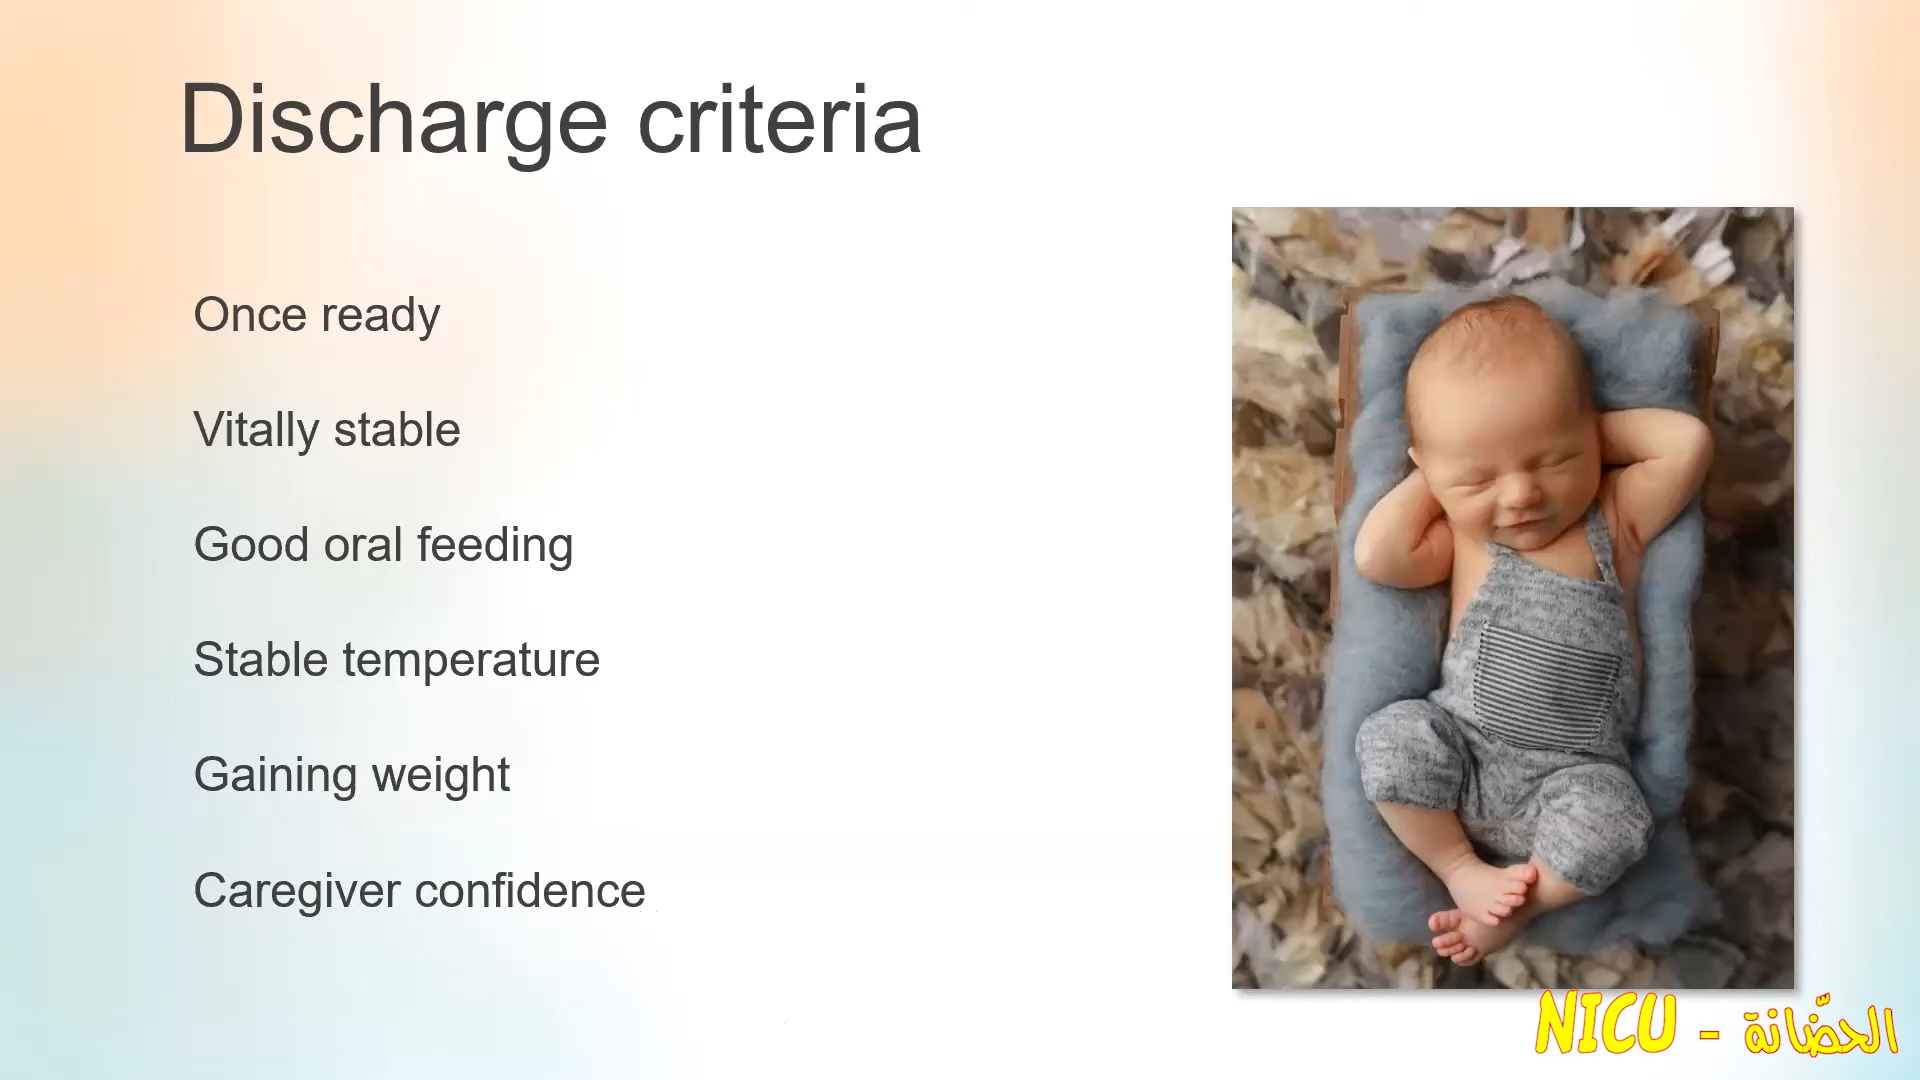 Discharge criteria
Once ready
Vitally stable
Good oral feeding
Stable temperature
Gaining weight
Caregiver confidence
NICU - الحضّانة